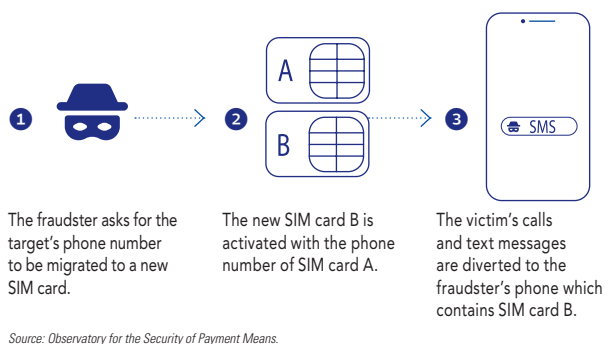 A
B
1
2
3
SMS
The fraudster asks for the
target's phone number
to be migrated to a new
SIM card.
The new SIM card B is
activated with the phone
number of SIM card A.
The victim's calls
and text messages
are diverted to the
fraudster's phone which
contains SIM card B.
Source: Observatory for the Security of Payment Means.